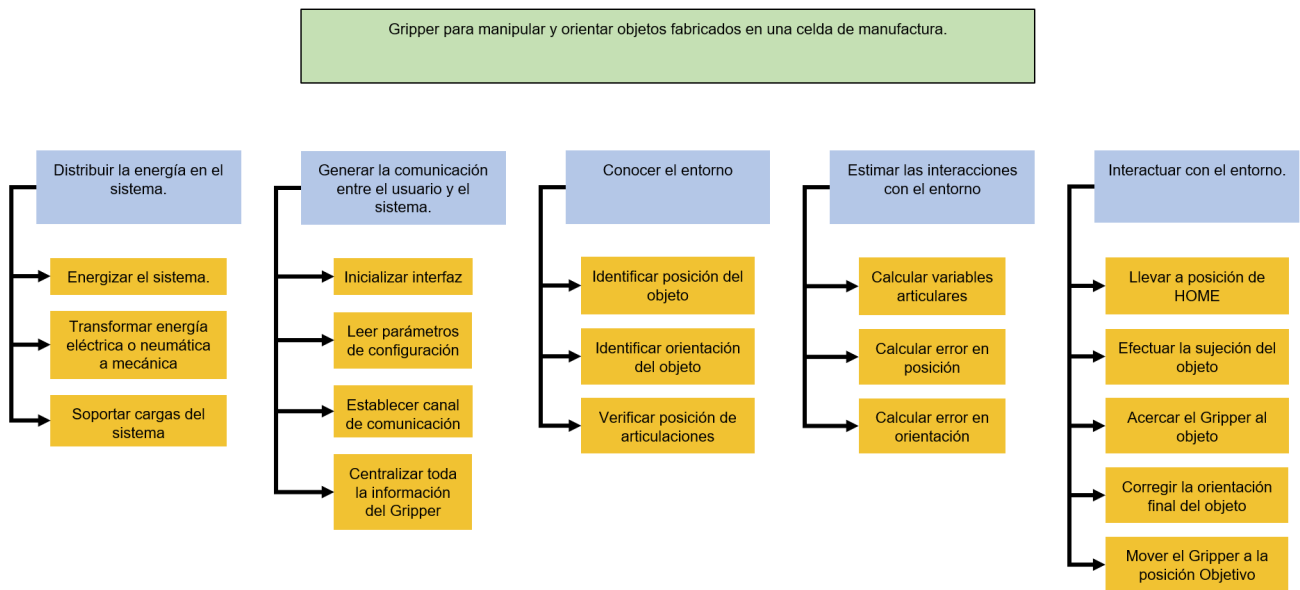 Gripper para manipular y orientar objetos fabricados en una celda de manufactura.
Distribuir la energía en el
sistema.
Energizar el sistema.
Transformar energía
eléctrica o neumática
a mecánica
Soportar cargas del
sistema
Generar la comunicación
entre el usuario y el
sistema.
Inicializar interfaz
Leer parámetros
de configuración
Establecer canal
de comunicación
Centralizar toda
la información
del Gripper
Conocer el entorno
Identificar posición del
objeto
Identificar orientación
del objeto
Verificar posición de
articulaciones
Estimar las interacciones
con el entorno
Calcular variables
articulares
Calcular error en
posición
Calcular error en
orientación
Interactuar con el entorno.
Llevar a posición de
HOME
Efectuar la sujeción del
objeto
Acercar el Gripper al
objeto
Corregir la orientación
final del objeto
Mover el Gripper a la
posición Objetivo